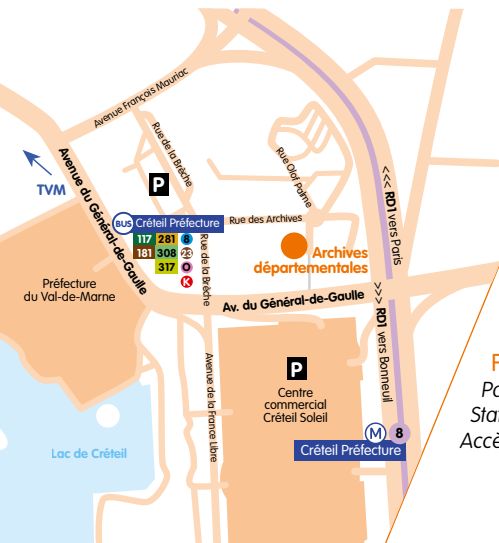 Avenue François Mauriac
Rue de la Brèche
Rue Olof Palme
<<< RD1 vers Paris
Avenue du Général-de-Gaulle
TVM
P
BUS Créteil Préfecture
117 281 8
181 308 23
317 O
K
Rue des Archives
Rue de la Brèche
Archives
départementales
Préfecture
du Val-de-Marne
Av. du Général-de-Gaulle
>>> RD1 vers Bonneuil
Avenue de la France Libre
P
Centre
commercial
Créteil Soleil
M 8
Créteil Préfecture
Lac de Créteil